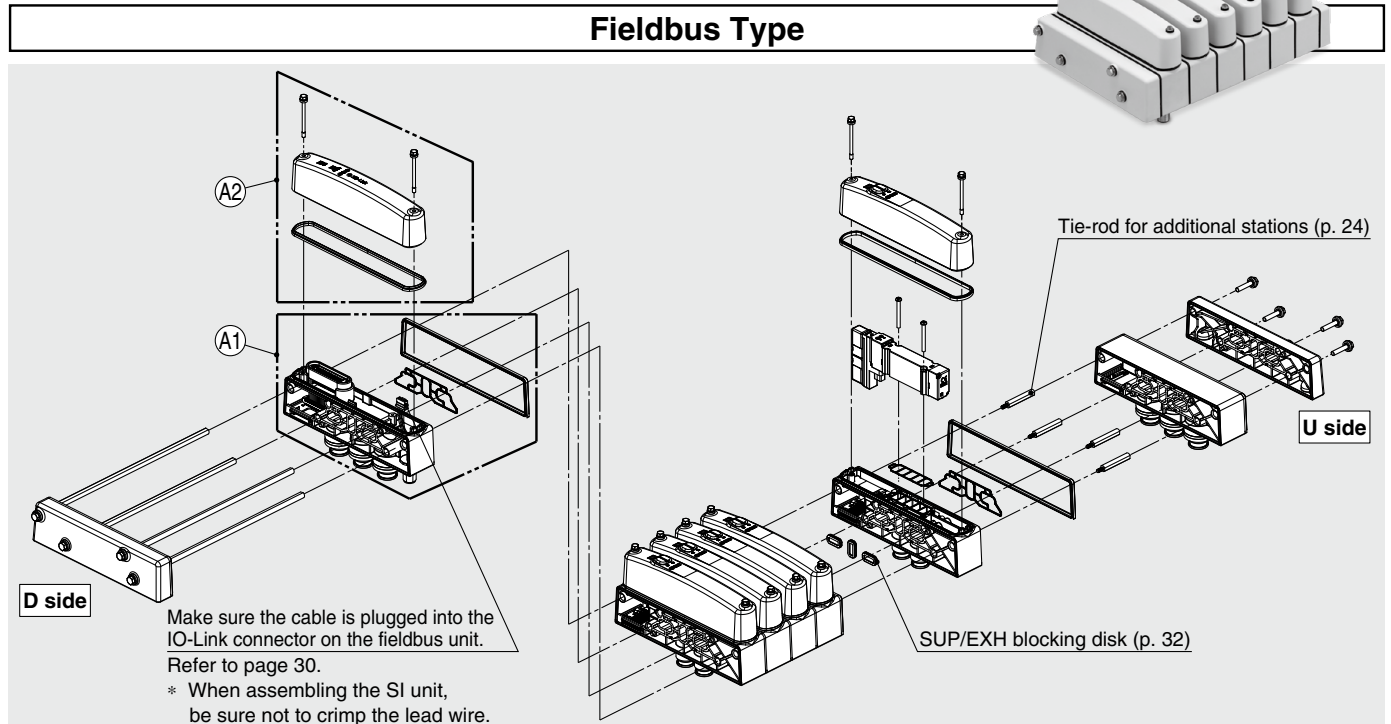 Fieldbus Type
A2
Tie-rod for additional stations (p. 24)
A1
U side
D side
Make sure the cable is plugged into the
IO-Link connector on the fieldbus unit.
Refer to page 30.
* When assembling the SI unit,
be sure not to crimp the lead wire.
SUP/EXH blocking disk (p. 32)